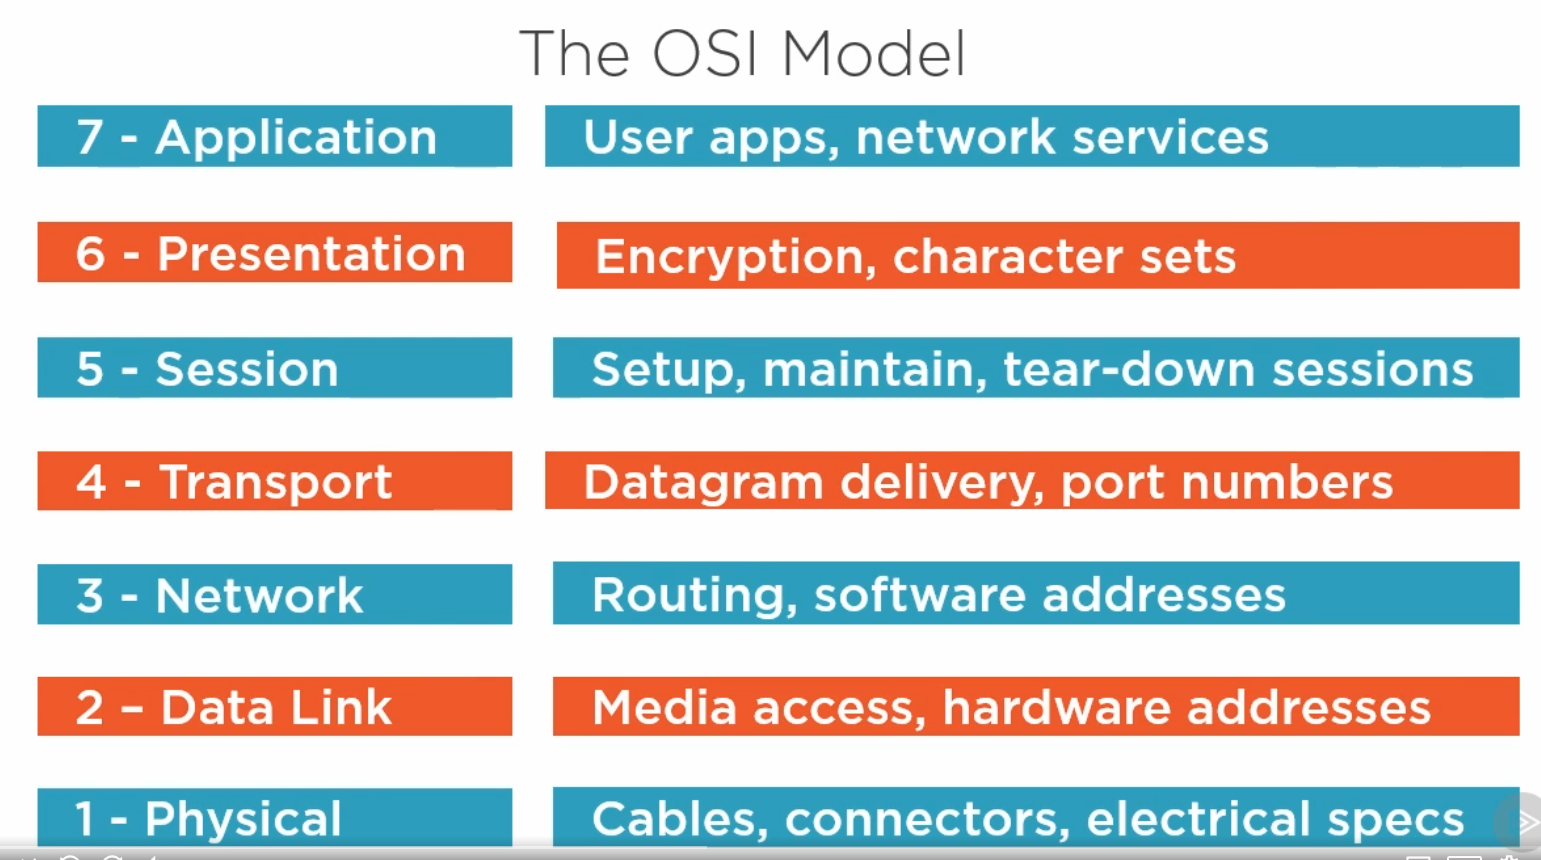 The OSI Model
7 - Application
User apps, network services
6 - Presentation
Encryption, character sets
5 - Session
Setup, maintain, tear-down sessions
4 - Transport
Datagram delivery, port numbers
3 - Network
Routing, software addresses
2 – Data Link
Media access, hardware addresses
1 - Physical
Cables, connectors, electrical specs